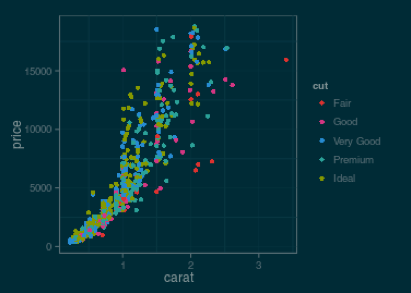 15000
10000
5000
0
price
1
2
3
carat
cut
Fair
Good
Very Good
Premium
Ideal